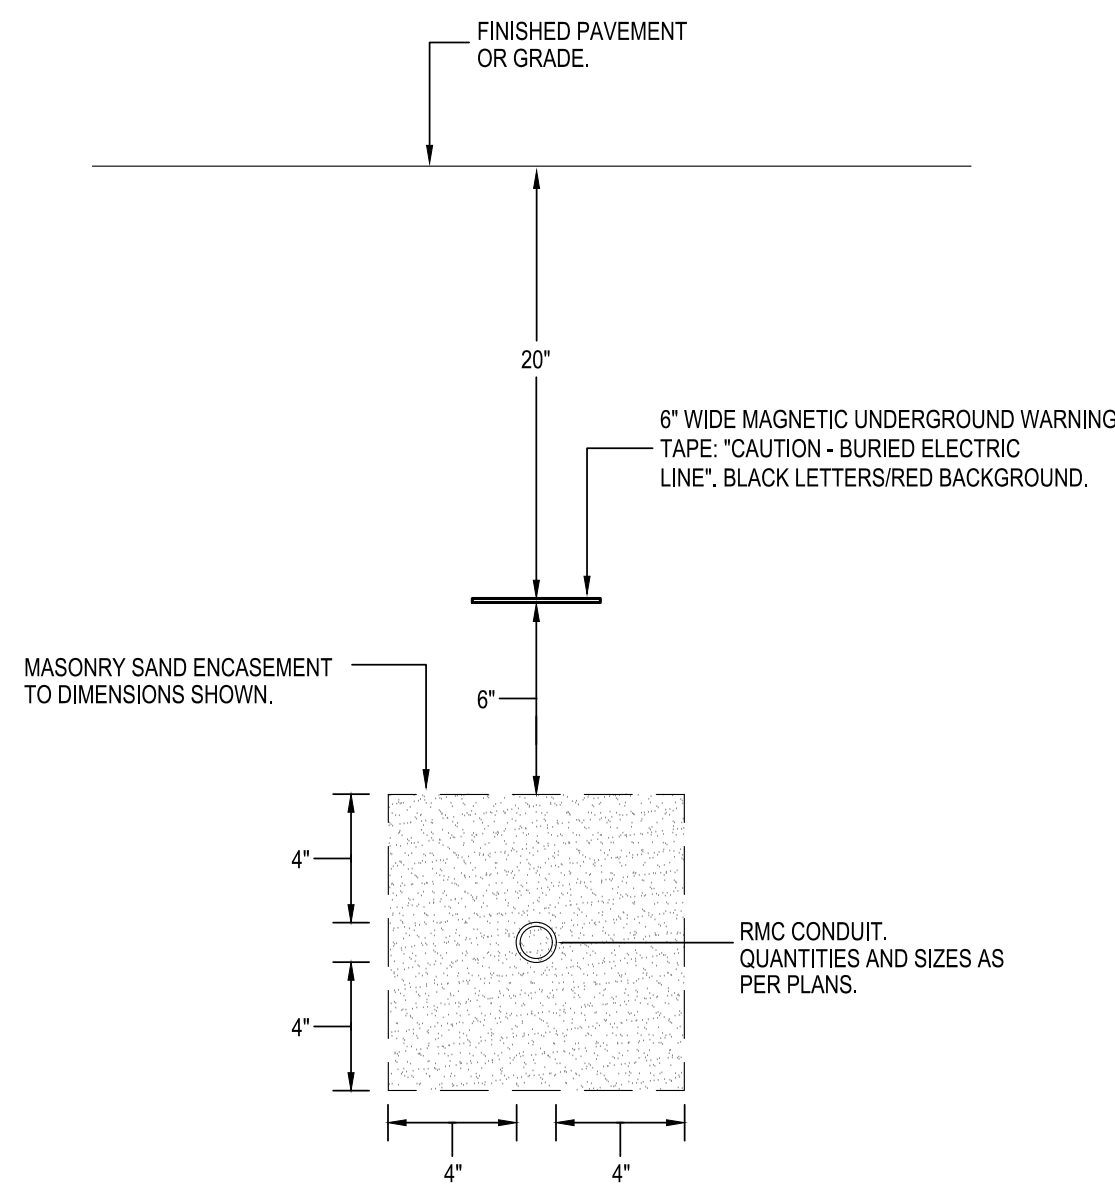 FINISHED PAVEMENT
OR GRADE.
20"
6" WIDE MAGNETIC UNDERGROUND WARNING
TAPE: "CAUTION - BURIED ELECTRIC
LINE". BLACK LETTERS/RED BACKGROUND.
MASONRY SAND ENCASEMENT
TO DIMENSIONS SHOWN.
6"
4"
RMC CONDUIT.
QUANTITIES AND SIZES AS
PER PLANS.
4"
4"
4"